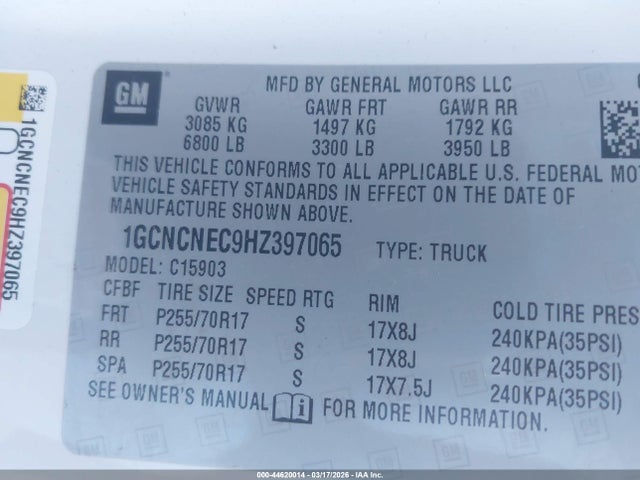 1GCNCNEC9HZ397065
GM
MFD BY GENERAL MOTORS LLC
GVWR GAWR FRT GAWR RR
3085 KG 1497 KG 1792 KG
6800 LB 3300 LB 3950 LB
THIS VEHICLE CONFORMS TO ALL APPLICABLE U.S. FEDERAL MOT
VEHICLE SAFETY STANDARDS IN EFFECT ON THE DATE OF
MANUFACTURE SHOWN ABOVE.
1GCNCNEC9HZ397065 TYPE: TRUCK
MODEL: C15903
CFBF TIRE SIZE SPEED RTG RIM COLD TIRE PRES
FRT P255/70R17 S 17X8J 240KPA(35PSI)
RR P255/70R17 S 17X8J 240KPA(35PSI)
SPA P255/70R17 S 17X7.5J 240KPA(35PSI)
SEE OWNER'S MANUAL i FOR MORE INFORMATION.
000-44620014 - 03/17/2026 - IAA Inc.